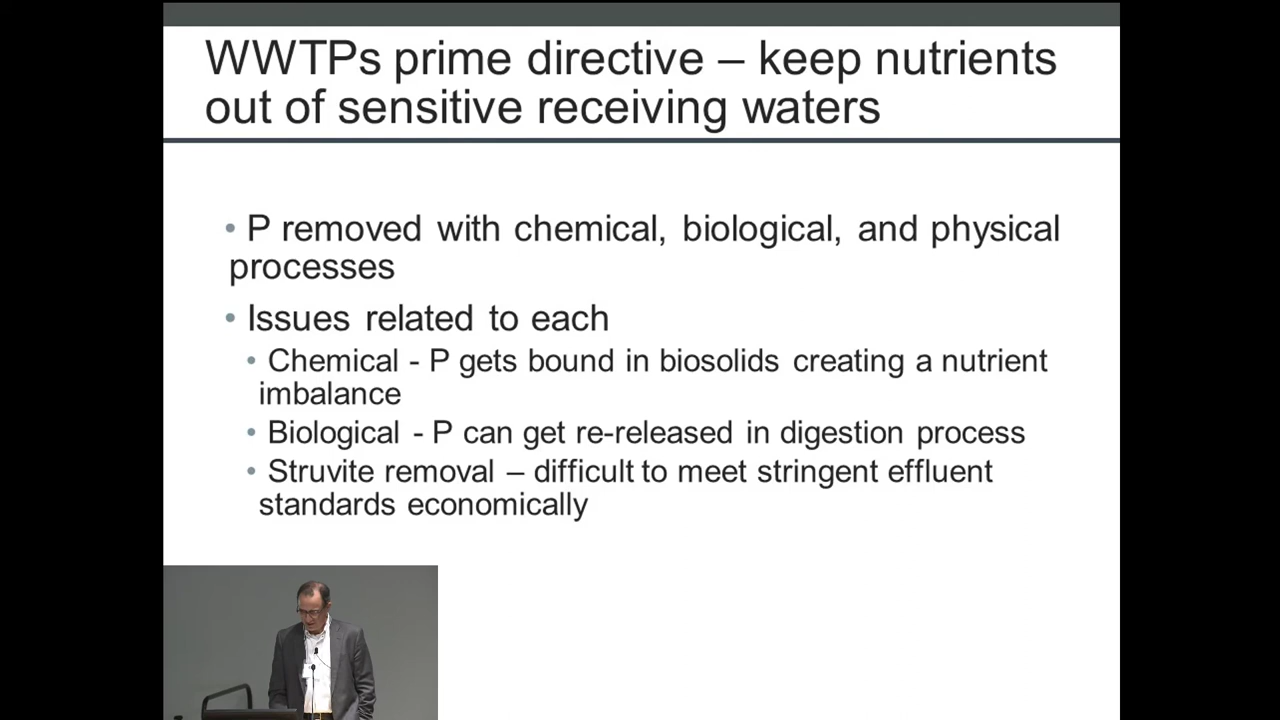 WWTPs prime directive – keep nutrients
out of sensitive receiving waters
• P removed with chemical, biological, and physical
processes
• Issues related to each
• Chemical - P gets bound in biosolids creating a nutrient
imbalance
• Biological - P can get re-released in digestion process
• Struvite removal – difficult to meet stringent effluent
standards economically